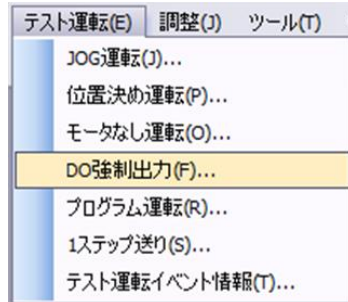 テスト運転(E) 調整(J) ツール(T)
JOG運転(J)...
位置決め運転(P)...
モータなし運転(O)...
DO強制出力(F)...
プログラム運転(R)...
1ステップ送り(S)...
テスト運転イベント情報(T)...